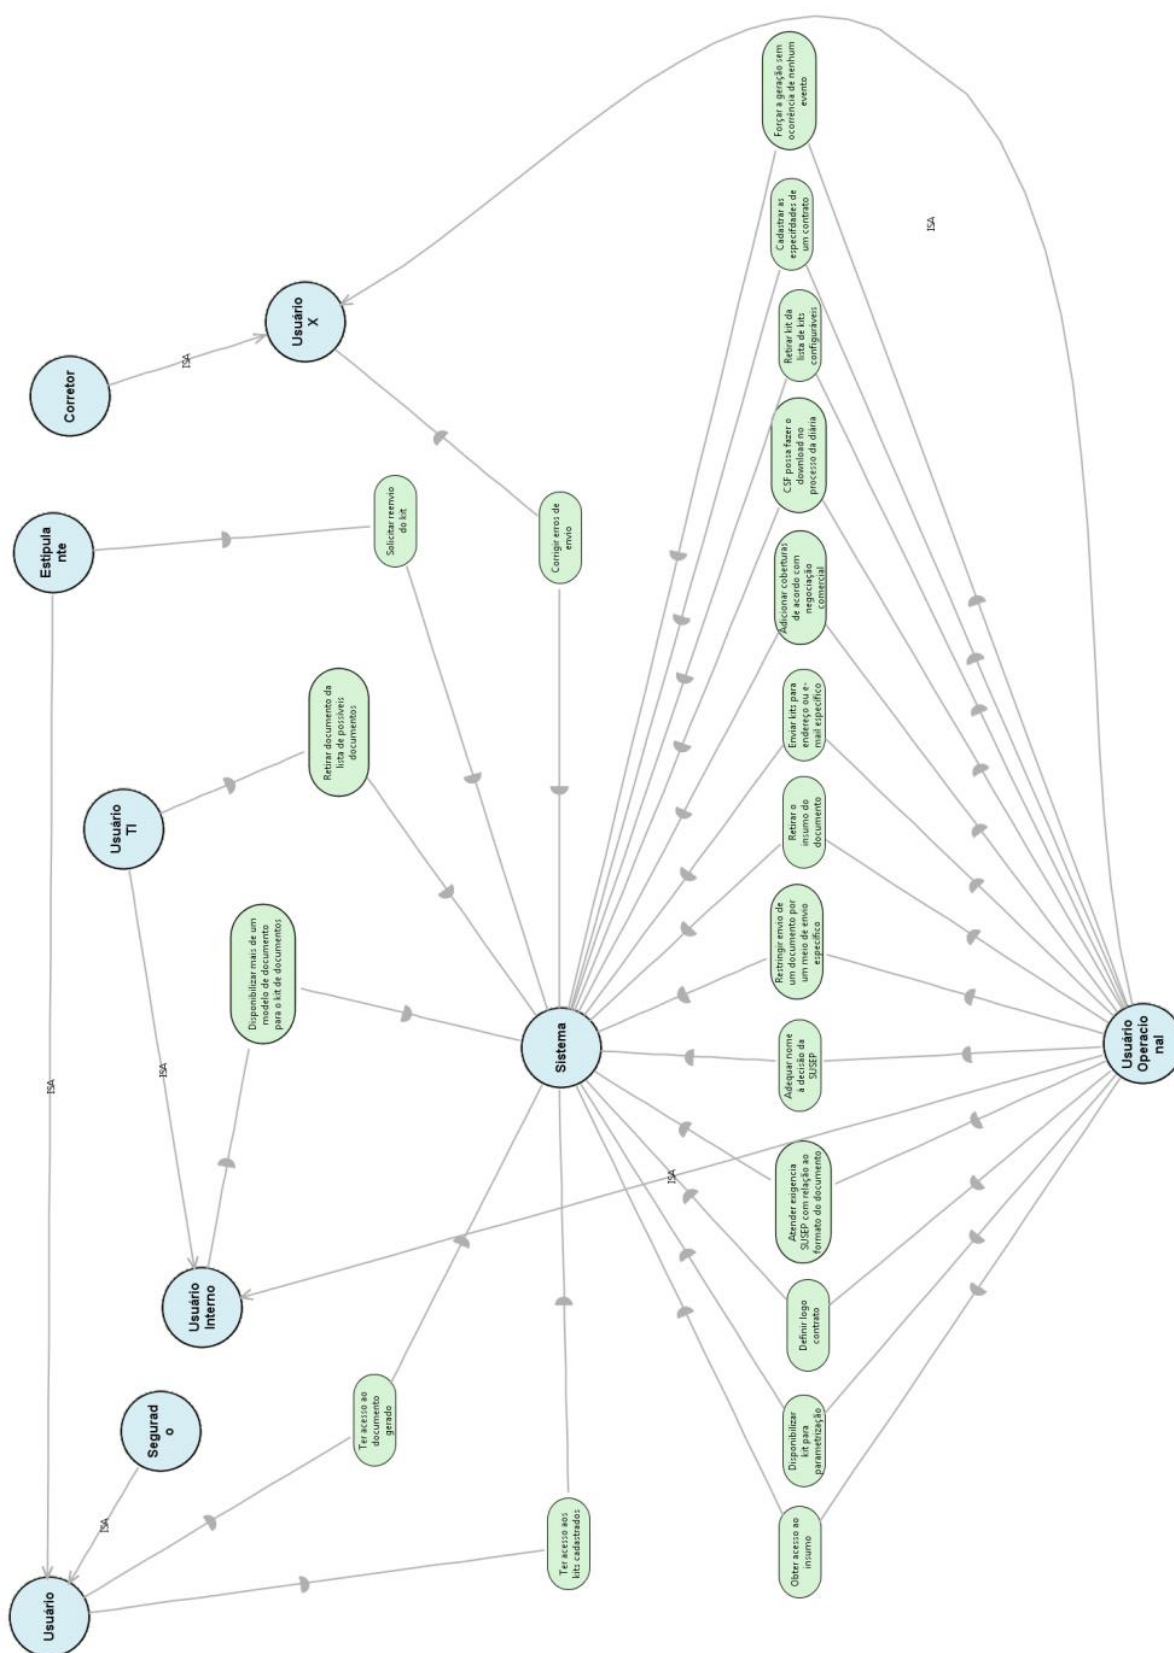 Forçar a geração sem
ocorrência de nenhum
evento
Cadastrar as
especifdades de
um contrato
ISA
Usuário
X
Retirar kit da
lista de kits
configuráveis
Corretor
ISA
CSF possa fazer o
download no
processo da diária
Estipula
nte
Solicitar reenvio
do kit
Corrigir erros de
envio
Adicionar coberturas
de acordo com
negociação
comercial
Enviar kits para
endereço ou e-
mail específico
Retirar documento da
lista de possíveis
documentos
Usuário
TI
Retirar o
insumo do
documento
Restringir envio de
um documento por
um meio de envio
específico
Disponibilizar mais de um
modelo de documento
para o kit de documentos
Sistema
Usuário
Operacio
nal
ISA
ISA
Adequar nome
à decisão da
SUSEP
ISA
Atender exigencia
SUSEP com relação ao
formato do documento
Usuário
Interno
Definir logo
contrato
Segurad
o
Ter acesso ao
documento
gerado
Disponibilizar
kit para
parametrização
ISA
Ter acesso aos
kits cadastrados
Obter acesso ao
insumo
Usuário